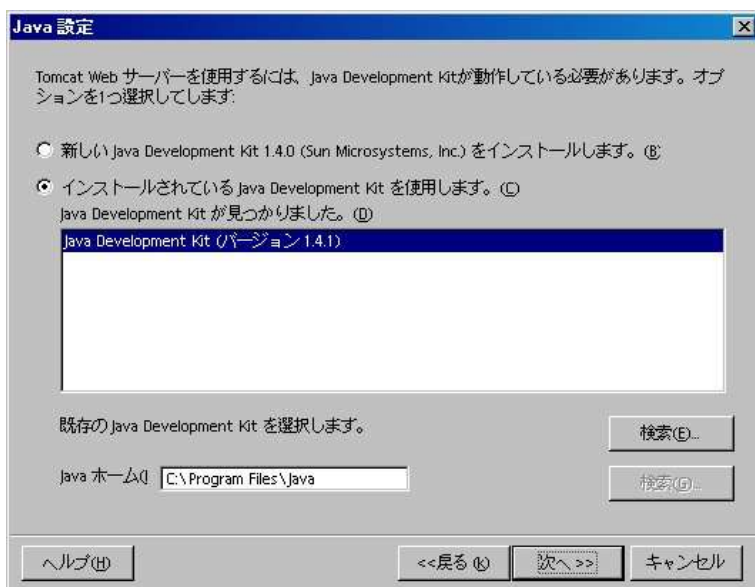 Java 設定
Tomcat Web サーバーを使用するには、Java Development Kitが動作している必要があります。オプ
ションを1つ選択してします:
新しい Java Development Kit 1.4.0 (Sun Microsystems, Inc.) をインストールします。(B)
インストールされている Java Development Kit を使用します。(C)
Java Development Kit が見つかりました。(D)
Java Development Kit (バージョン 1.4.1)
既存の Java Development Kit を選択します。
検索(E)...
Java ホーム(
C:\Program Files\Java
検索(G)...
ヘルプ(H)
<<戻る (K)
次へ >>
キャンセル